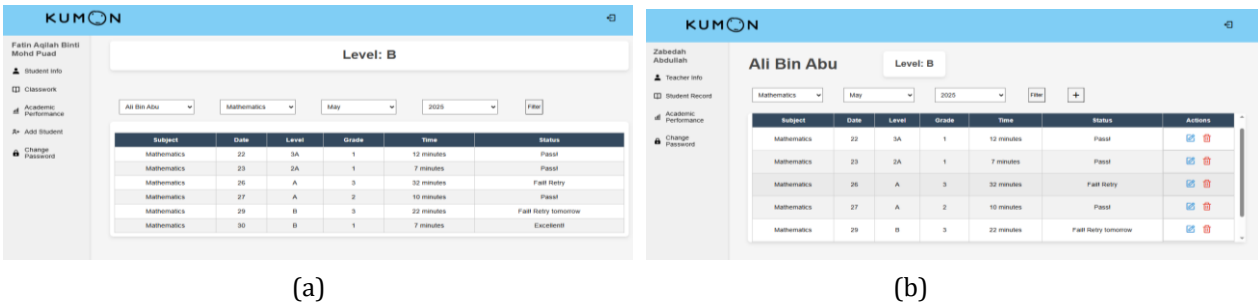 KUMON
Fatin Aqilah Binti
Mohd Puad
Student Info
Classwork
Academic
Performance
Add Student
Change
Password
Level: B
Ali Bin Abu Mathematics May 2025 Filter
Subject Date Level Grade Time Status
Mathematics 22 3A 1 12 minutes Pass!
Mathematics 23 2A 1 7 minutes Pass!
Mathematics 26 A 3 32 minutes Fail! Retry
Mathematics 27 A 2 10 minutes Pass!
Mathematics 29 B 3 22 minutes Fail! Retry tomorrow
Mathematics 30 B 1 7 minutes Excellent!
(a)
KUMON
Zabedah
Abdullah
Teacher Info
Student Record
Academic
Performance
Change
Password
Ali Bin Abu Level: B
Mathematics May 2025 Filter +
Subject Date Level Grade Time Status Actions
Mathematics 22 3A 1 12 minutes Pass!
Mathematics 23 2A 1 7 minutes Pass!
Mathematics 26 A 3 32 minutes Fail! Retry
Mathematics 27 A 2 10 minutes Pass!
Mathematics 29 B 3 22 minutes Fail! Retry tomorrow
(b)